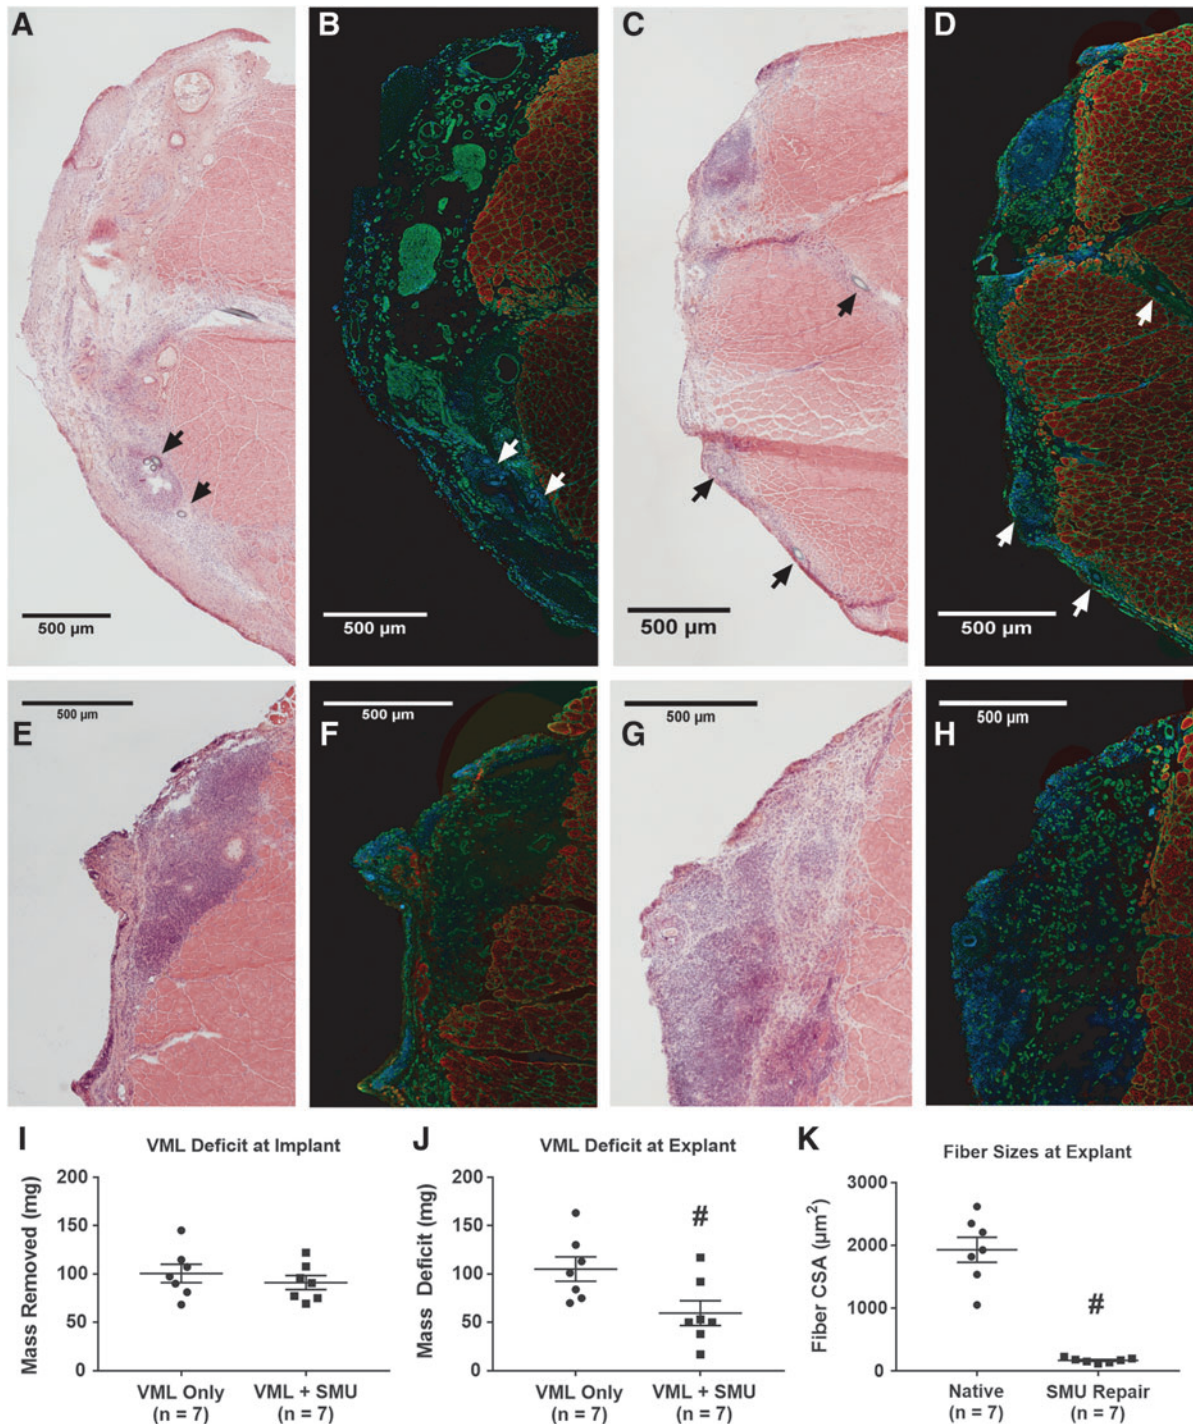 A B C D
500 µm 500 µm 500 µm 500 µm
500 µm 500 µm 500 µm 500 µm
E F G H
I VML Deficit at Implant
Mass Removed (mg)
200
150
100
50
0
VML Only VML + SMU
(n = 7) (n = 7)
J VML Deficit at Explant
Mass Deficit (mg)
200
150
100
50
0
#
VML Only VML + SMU
(n = 7) (n = 7)
K Fiber Sizes at Explant
Fiber CSA (µm²)
3000
2000
1000
0
#
Native SMU Repair
(n = 7) (n = 7)